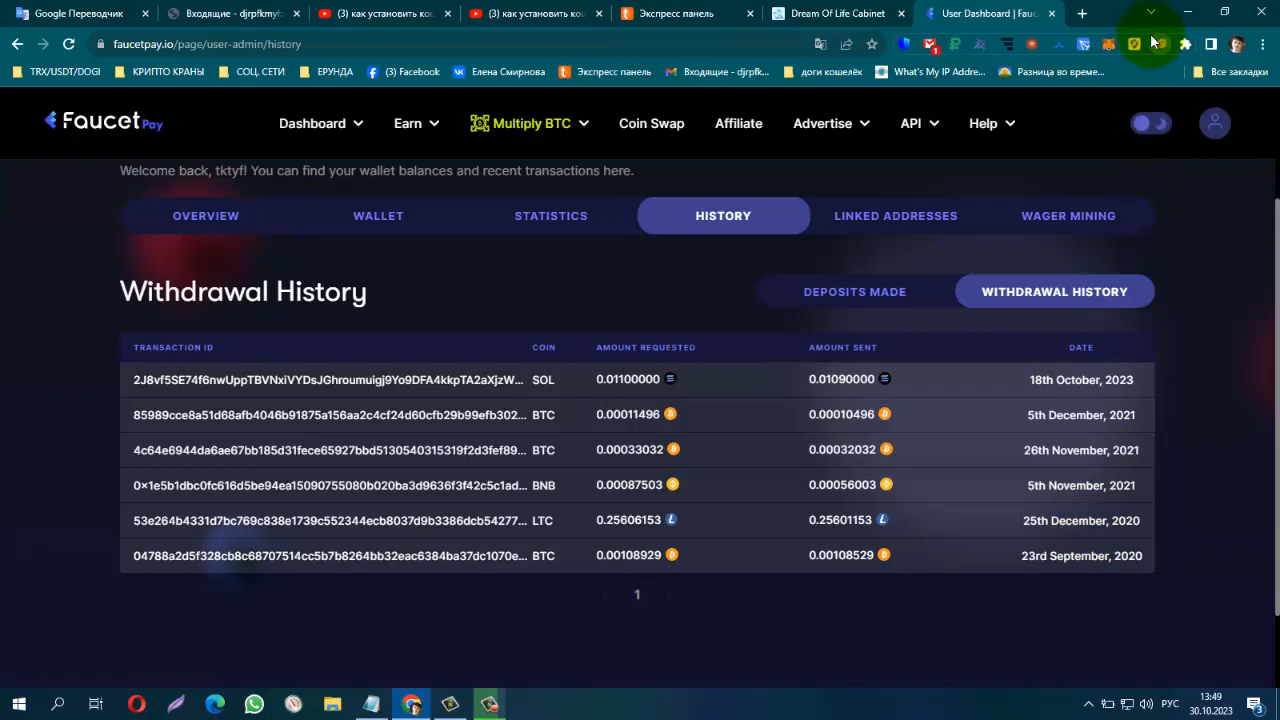 Google Переводчик
Входящие - djrpfkmyf
(3) как установить кош
(3) как установить кош
Экспресс панель
Dream Of Life Cabinet
User Dashboard | Fauc
faucetpay.io/page/user-admin/history
TRX/USDT/DOGI
КРИПТО КРАНЫ
СОЦ. СЕТИ
ЕРУНДА
(3) Facebook
Елена Смирнова
Экспресс панель
Входящие - djrpfk...
доги кошелёк
What's My IP Addre...
Разница во време...
Все закладки
Faucet Pay
Dashboard
Earn
Multiply BTC
Coin Swap
Affiliate
Advertise
API
Help
Welcome back, tktyf! You can find your wallet balances and recent transactions here.
OVERVIEW
WALLET
STATISTICS
HISTORY
LINKED ADDRESSES
WAGER MINING
Withdrawal History
DEPOSITS MADE
WITHDRAWAL HISTORY
TRANSACTION ID COIN AMOUNT REQUESTED AMOUNT SENT DATE
2J8vf5SE74f6nwUppTBVNxiVYDsJGhroumuigj9Yo9DFA4kkpTA2aXjzW... SOL 0.01100000 0.01090000 18th October, 2023
85989cce8a51d68afb4046b91875a156aa2c4cf24d60cfb29b99efb302... BTC 0.00011496 0.00010496 5th December, 2021
4c64e6944da6ae67bb185d31fece65927bbd5130540315319f2d3fef89... BTC 0.00033032 0.00032032 26th November, 2021
0x1e5b1dbc0fc616d5be94ea15090755080b020ba3d9636f3f42c5c1ad... BNB 0.00087503 0.00056003 5th November, 2021
53e264b4331d7bc769c838e1739c552344ecb8037d9b3386dcb54277... LTC 0.25606153 0.25601153 25th December, 2020
04788a2d5f328cb8c68707514cc5b7b8264bb32eac6384ba37dc1070e... BTC 0.00108929 0.00108529 23rd September, 2020
1
РУС
13:49
30.10.2023
3